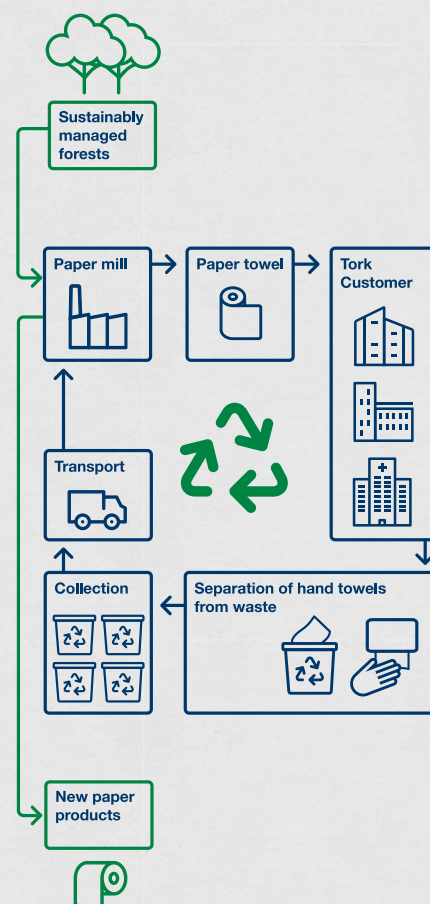 Sustainably
managed
forests
Paper mill
Paper towel
Tork
Customer
Transport
Collection
Separation of hand towels
from waste
New paper
products